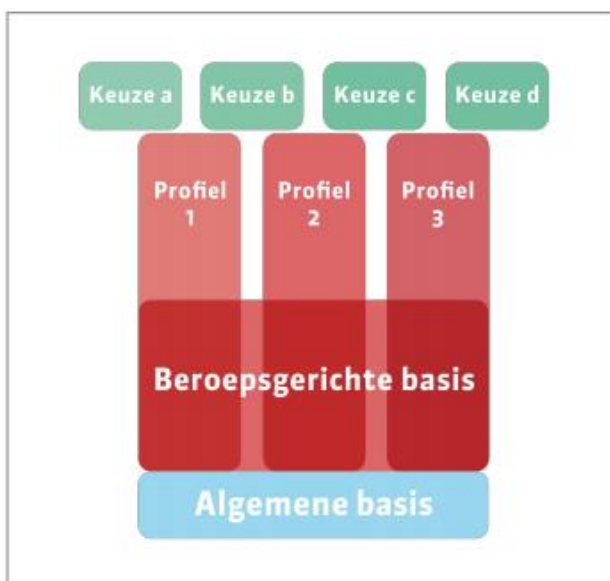 Keuze a
Keuze b
Keuze c
Keuze d
Profiel
1
Profiel
2
Profiel
3
Beroepsgerichte basis
Algemene basis